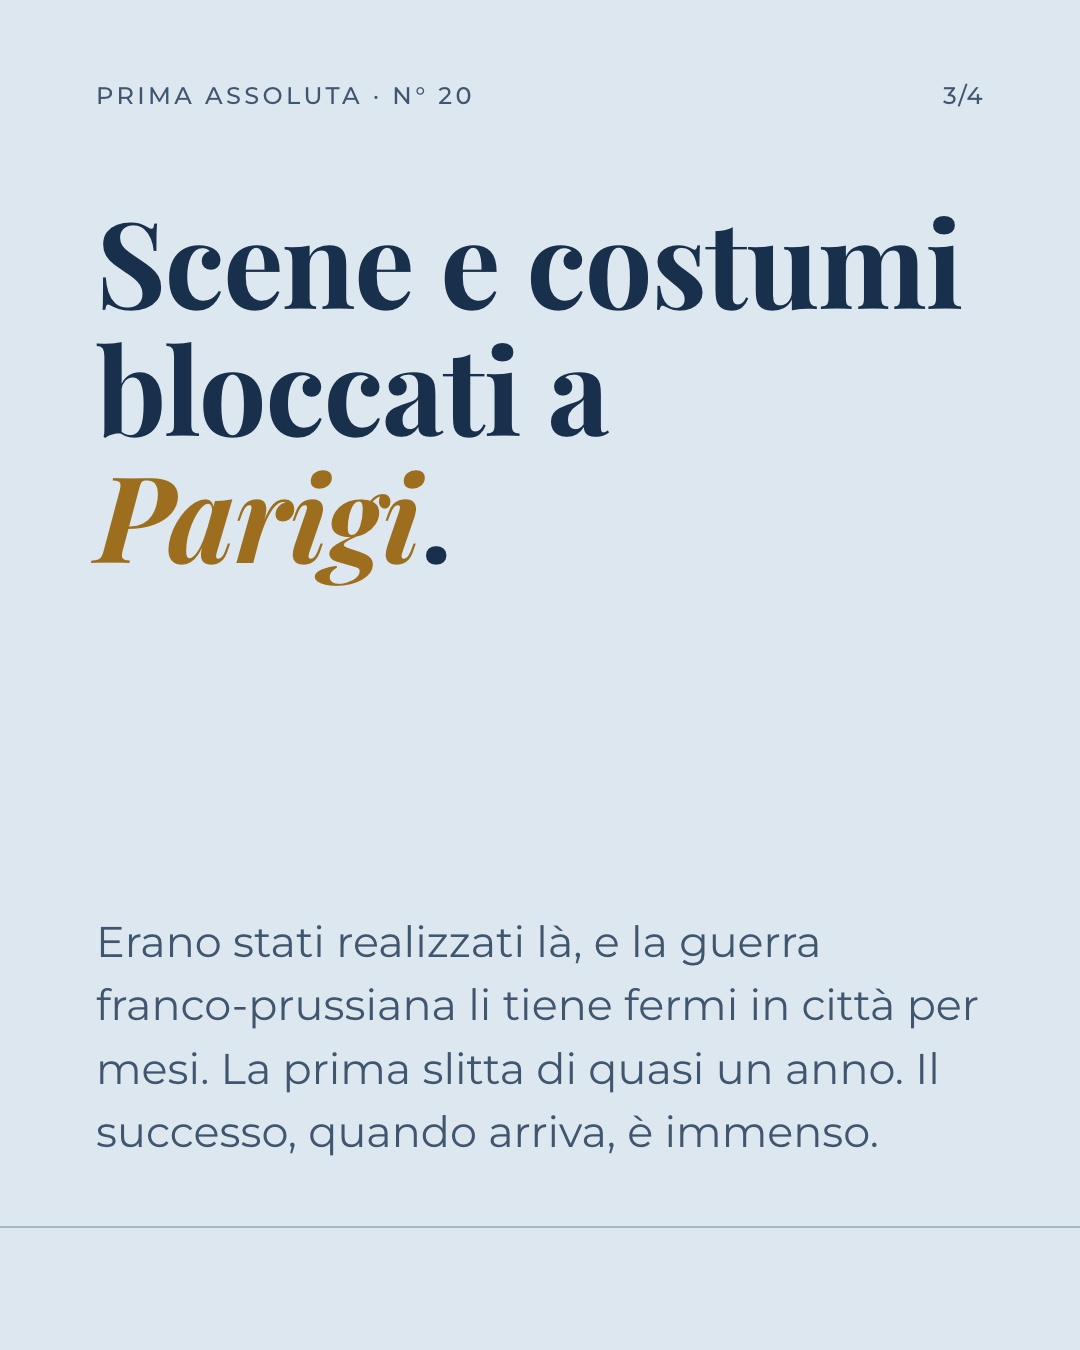 PRIMA ASSOLUTA · N° 20
3/4
Scene e costumi
bloccati a
Parigi.
Erano stati realizzati là, e la guerra
franco-prussiana li tiene fermi in città per
mesi. La prima slitta di quasi un anno. Il
successo, quando arriva, è immenso.